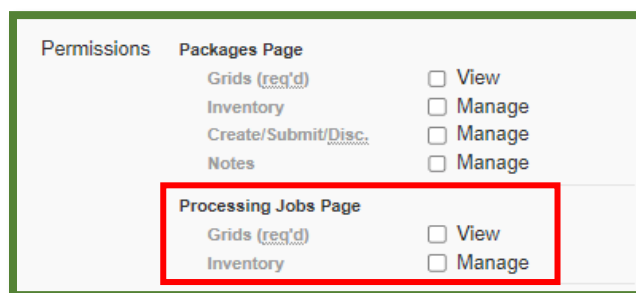 Permissions Packages Page
Grids (req'd) View
Inventory Manage
Create/Submit/Disc. Manage
Notes Manage
Processing Jobs Page
Grids (req'd) View
Inventory Manage